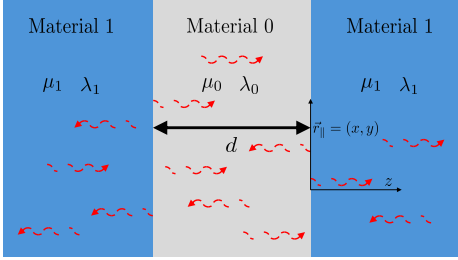 Material 1 Material 0 Material 1
μ₁ λ₁ μ₀ λ₀ μ₁ λ₁
d
r⃗∥ = (x, y)
z